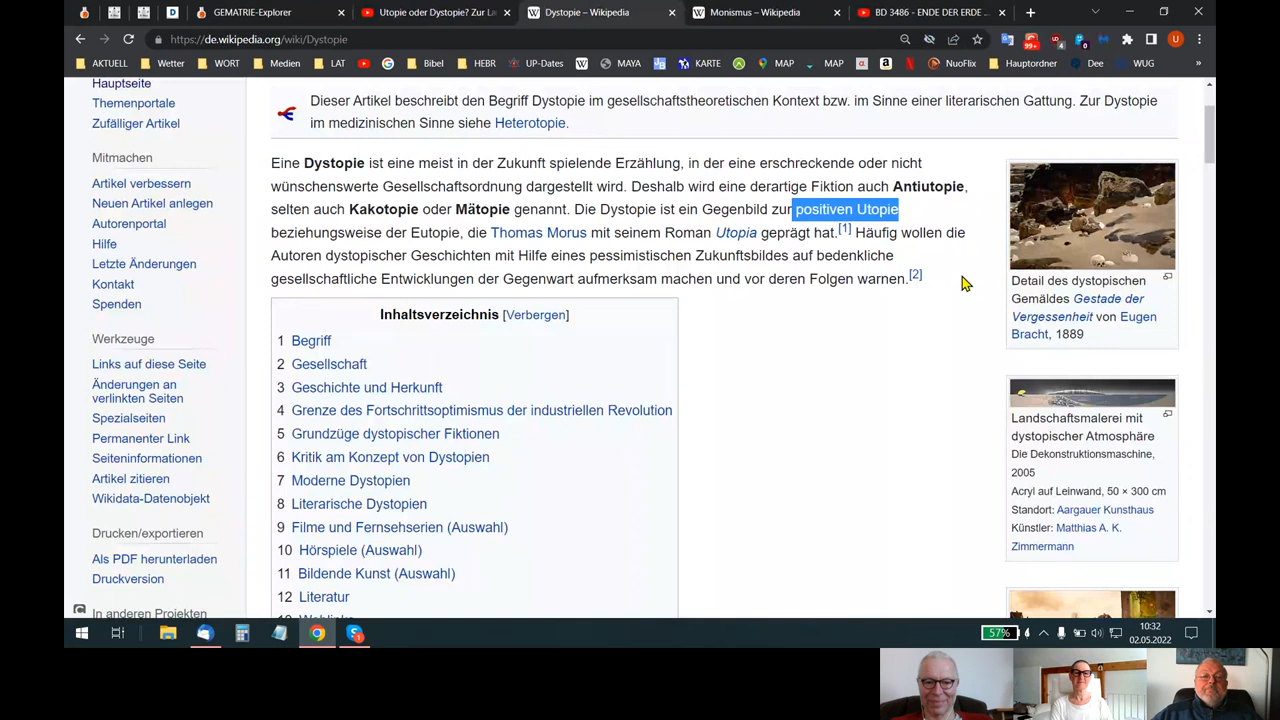 GEMATRIE-Explorer
Utopie oder Dystopie? Zur La
Dystopie – Wikipedia
Monismus – Wikipedia
BD 3486 - ENDE DER ERDE ...
https://de.wikipedia.org/wiki/Dystopie
99+
4
0
U
AKTUELL
Wetter
WORT
Medien
LAT
Bibel
HEBR
UP-Dates
MAYA
KARTE
MAP
MAP
NuoFlix
Hauptordner
Dee
WUG
»
Hauptseite
Themenportale
Zufälliger Artikel
Mitmachen
Artikel verbessern
Neuen Artikel anlegen
Autorenportal
Hilfe
Letzte Änderungen
Kontakt
Spenden
Werkzeuge
Links auf diese Seite
Änderungen an
verlinkten Seiten
Spezialseiten
Permanenter Link
Seiteninformationen
Artikel zitieren
Wikidata-Datenobjekt
Drucken/exportieren
Als PDF herunterladen
Druckversion
In anderen Projekten
Dieser Artikel beschreibt den Begriff Dystopie im gesellschaftstheoretischen Kontext bzw. im Sinne einer literarischen Gattung. Zur Dystopie
im medizinischen Sinne siehe Heterotopie.
Eine Dystopie ist eine meist in der Zukunft spielende Erzählung, in der eine erschreckende oder nicht
wünschenswerte Gesellschaftsordnung dargestellt wird. Deshalb wird eine derartige Fiktion auch Antiutopie,
selten auch Kakotopie oder Mätopie genannt. Die Dystopie ist ein Gegenbild zur positiven Utopie
beziehungsweise der Eutopie, die Thomas Morus mit seinem Roman Utopia geprägt hat.[1] Häufig wollen die
Autoren dystopischer Geschichten mit Hilfe eines pessimistischen Zukunftsbildes auf bedenkliche
gesellschaftliche Entwicklungen der Gegenwart aufmerksam machen und vor deren Folgen warnen.[2]
Inhaltsverzeichnis [Verbergen]
1 Begriff
2 Gesellschaft
3 Geschichte und Herkunft
4 Grenze des Fortschrittsoptimismus der industriellen Revolution
5 Grundzüge dystopischer Fiktionen
6 Kritik am Konzept von Dystopien
7 Moderne Dystopien
8 Literarische Dystopien
9 Filme und Fernsehserien (Auswahl)
10 Hörspiele (Auswahl)
11 Bildende Kunst (Auswahl)
12 Literatur
Detail des dystopischen
Gemäldes Gestade der
Vergessenheit von Eugen
Bracht, 1889
Landschaftsmalerei mit
dystopischer Atmosphäre
Die Dekonstruktionsmaschine,
2005
Acryl auf Leinwand, 50 × 300 cm
Standort: Aargauer Kunsthaus
Künstler: Matthias A. K.
Zimmermann
57%
10:32
02.05.2022